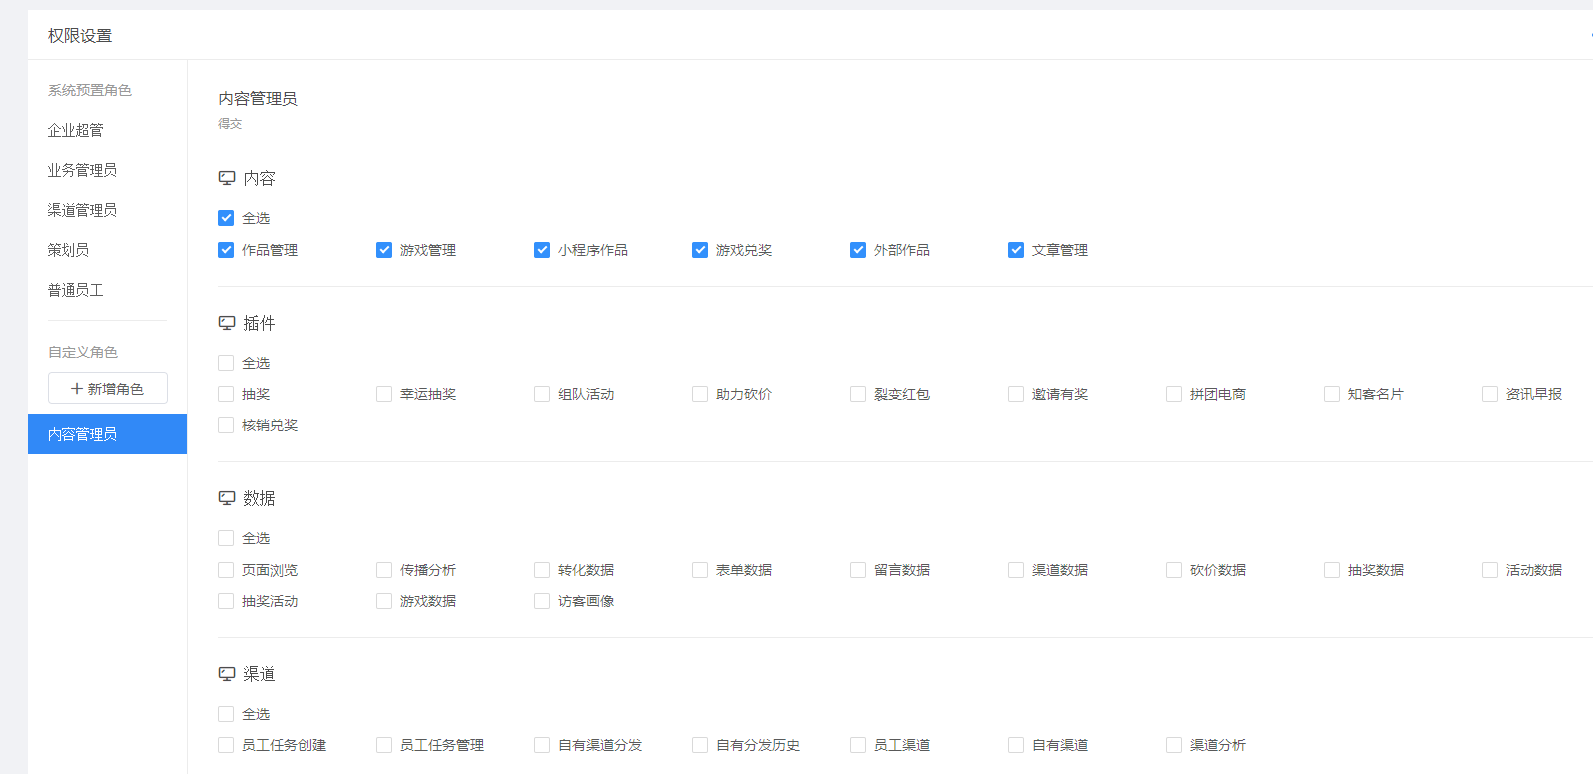 权限设置
系统预置角色
企业超管
业务管理员
渠道管理员
策划员
普通员工
自定义角色
新增角色
内容管理员
内容管理员
得交
内容
全选
作品管理 游戏管理 小程序作品 游戏兑奖 外部作品 文章管理
插件
全选
抽奖 幸运抽奖 组队活动 助力砍价 裂变红包 邀请有奖 拼团电商 知客名片 资讯早报
核销兑奖
数据
全选
页面浏览 传播分析 转化数据 表单数据 留言数据 渠道数据 砍价数据 抽奖数据 活动数据
抽奖活动 游戏数据 访客画像
渠道
全选
员工任务创建 员工任务管理 自有渠道分发 自有分发历史 员工渠道 自有渠道 渠道分析